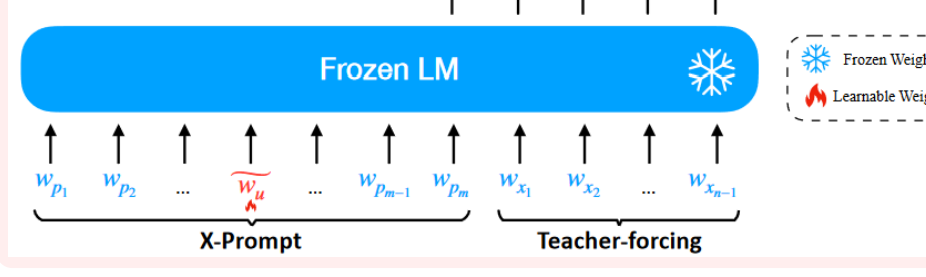 Frozen LM
Frozen Weigh
Learnable Weig
w_{p_1} w_{p_2} ... \widetilde{w_u} ... w_{p_{m-1}} w_{p_m} w_{x_1} w_{x_2} ... w_{x_{n-1}}
X-Prompt Teacher-forcing